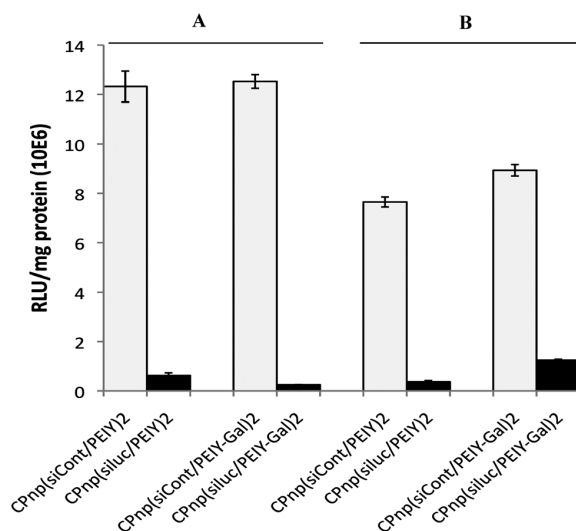 A
B
RLU/mg protein (10E6)
14
12
10
8
6
4
2
0
CPnp(siCont/PEIY)2
CPnp(siluc/PEIY)2
CPnp(siCont/PEIY-Gal)2
CPnp(siluc/PEIY-Gal)2
CPnp(siCont/PEIY)2
CPnp(siluc/PEIY)2
CPnp(siCont/PEIY-Gal)2
CPnp(siluc/PEIY-Gal)2